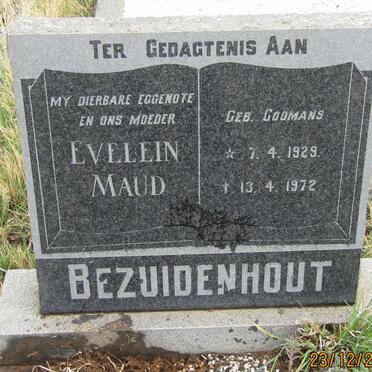 TER GEDAGTENIS AAN
MY DIERBARE EGGENOTE
EN ONS MOEDER
EVELEIN
MAUD
GEB. COOMANS
☆ 7. 4. 1929.
† 13. 4. 1972
BEZUIDENHOUT
23/12/2